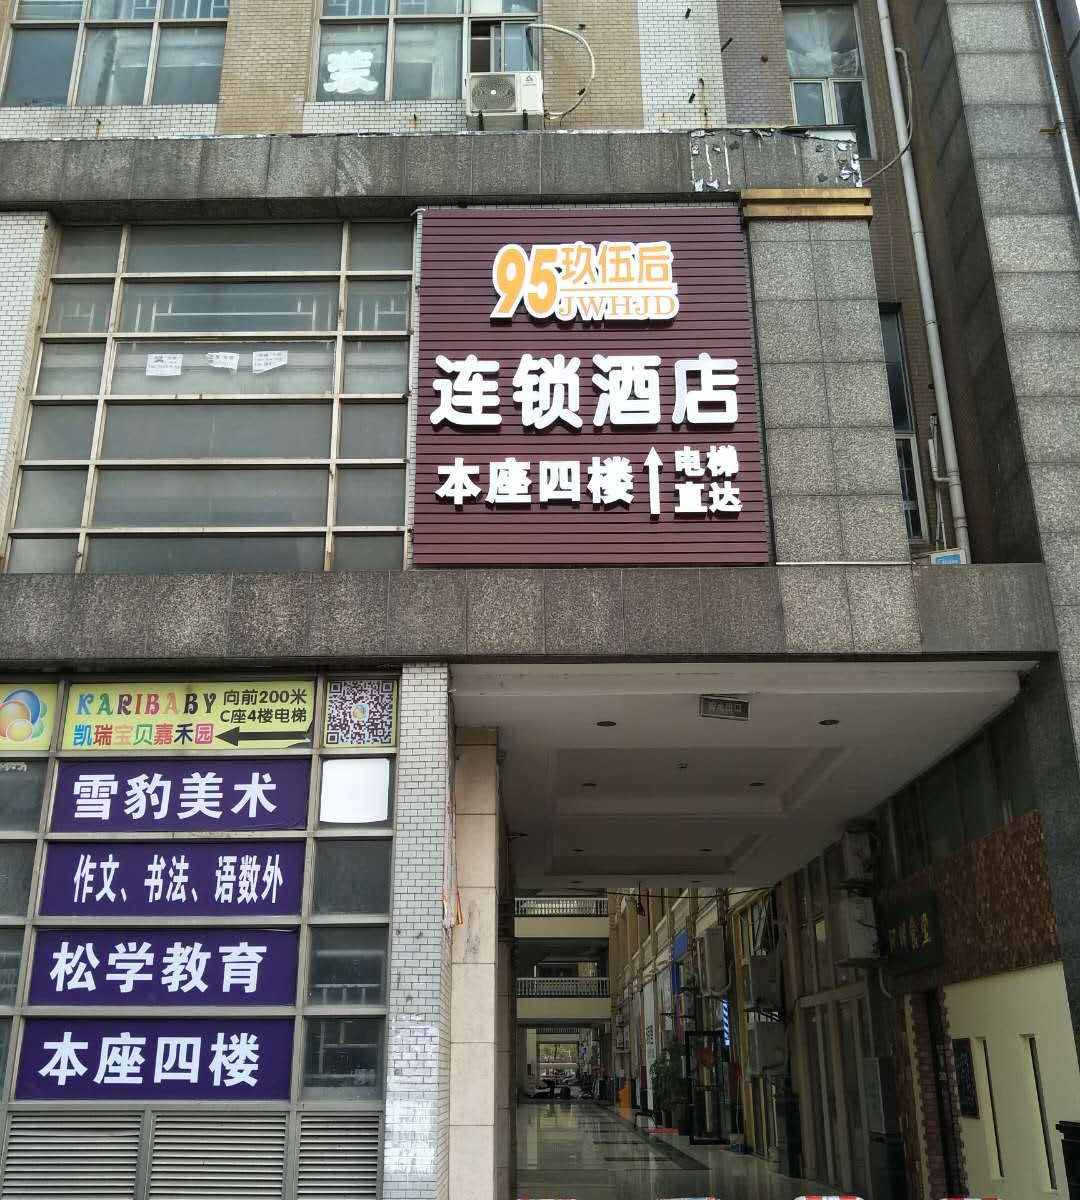 95玖伍后
JWHJD
连锁酒店
本座四楼
电梯
直达
KARIBABY
凯瑞宝贝嘉禾园
向前200米
C座4楼电梯
雪豹美术
作文、书法、语数外
松学教育
本座四楼